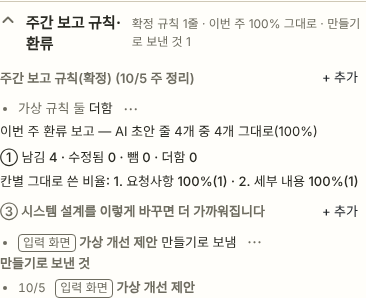 주간 보고 규칙·환류
확정 규칙 1줄 · 이번 주 100% 그대로 · 만들기로 보낸 것 1
주간 보고 규칙(확정) (10/5 주 정리) + 추가
• 가상 규칙 둘 더함 ···
이번 주 환류 보고 — AI 초안 줄 4개 중 4개 그대로(100%)
① 남김 4 · 수정됨 0 · 뺌 0 · 더함 0
칸별 그대로 쓴 비율: 1. 요청사항 100%(1) · 2. 세부 내용 100%(1)
③ 시스템 설계를 이렇게 바꾸면 더 가까워집니다 + 추가
• 입력 화면 가상 개선 제안 만들기로 보냄 ···
만들기로 보낸 것
• 10/5 입력 화면 가상 개선 제안